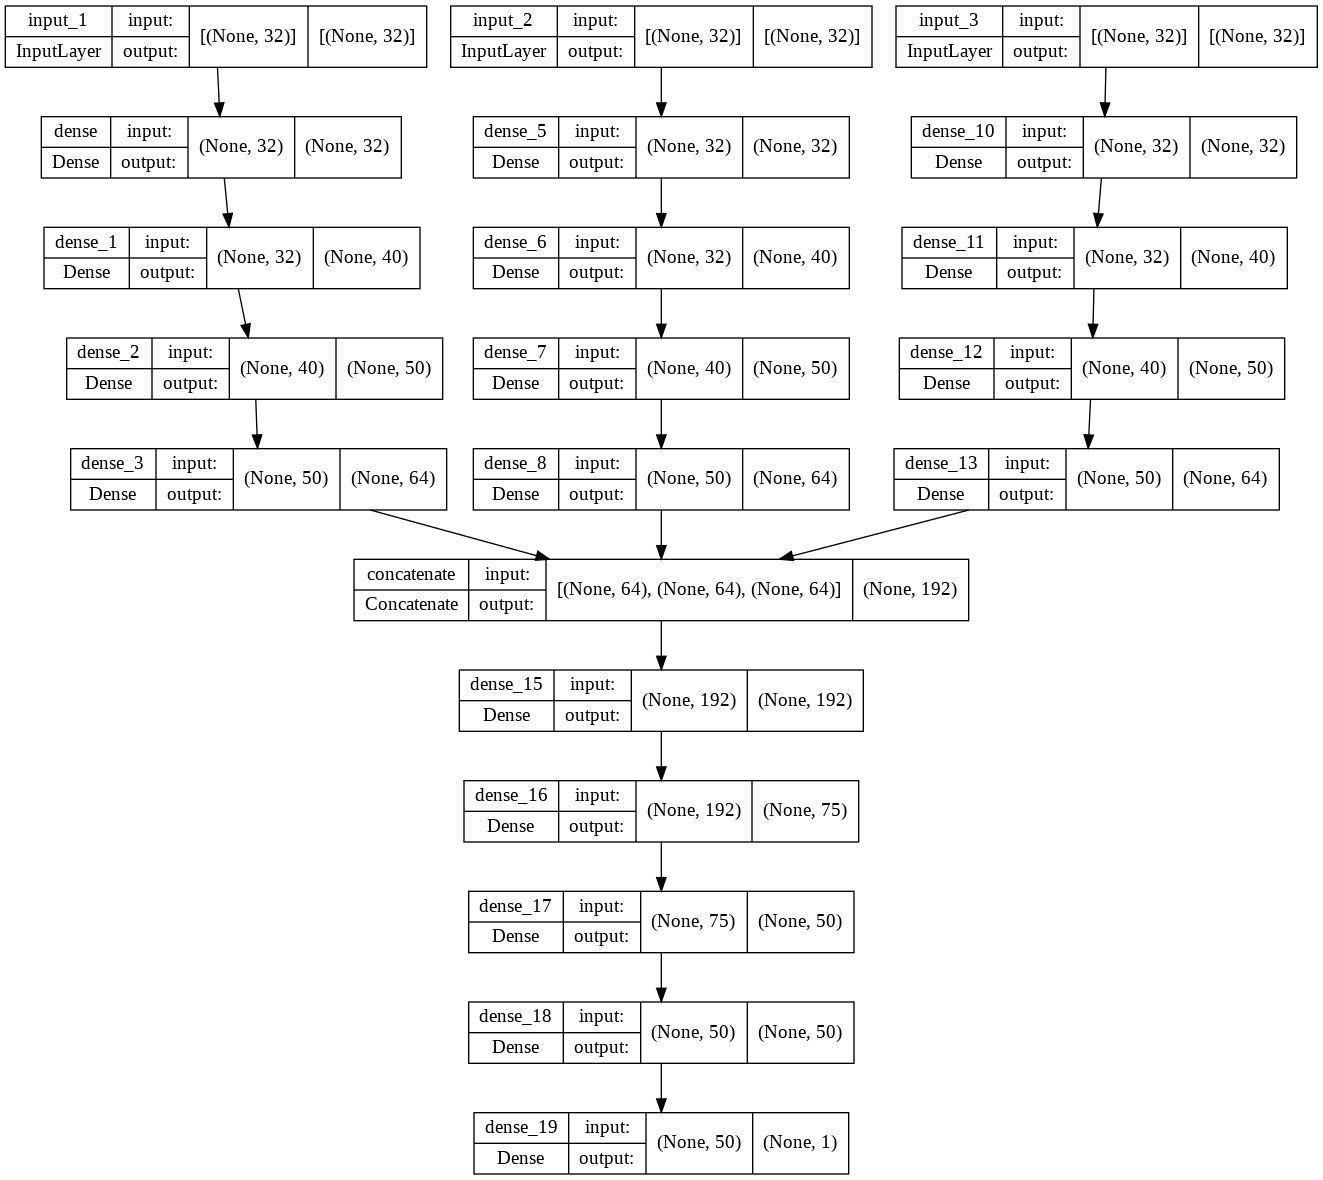 input_1 input: [(None, 32)] [(None, 32)]
InputLayer output:
input_2 input: [(None, 32)] [(None, 32)]
InputLayer output:
input_3 input: [(None, 32)] [(None, 32)]
InputLayer output:
dense input: (None, 32) (None, 32)
Dense output:
dense_5 input: (None, 32) (None, 32)
Dense output:
dense_10 input: (None, 32) (None, 32)
Dense output:
dense_1 input: (None, 32) (None, 40)
Dense output:
dense_6 input: (None, 32) (None, 40)
Dense output:
dense_11 input: (None, 32) (None, 40)
Dense output:
dense_2 input: (None, 40) (None, 50)
Dense output:
dense_7 input: (None, 40) (None, 50)
Dense output:
dense_12 input: (None, 40) (None, 50)
Dense output:
dense_3 input: (None, 50) (None, 64)
Dense output:
dense_8 input: (None, 50) (None, 64)
Dense output:
dense_13 input: (None, 50) (None, 64)
Dense output:
concatenate input: [(None, 64), (None, 64), (None, 64)] (None, 192)
Concatenate output:
dense_15 input: (None, 192) (None, 192)
Dense output:
dense_16 input: (None, 192) (None, 75)
Dense output:
dense_17 input: (None, 75) (None, 50)
Dense output:
dense_18 input: (None, 50) (None, 50)
Dense output:
dense_19 input: (None, 50) (None, 1)
Dense output: